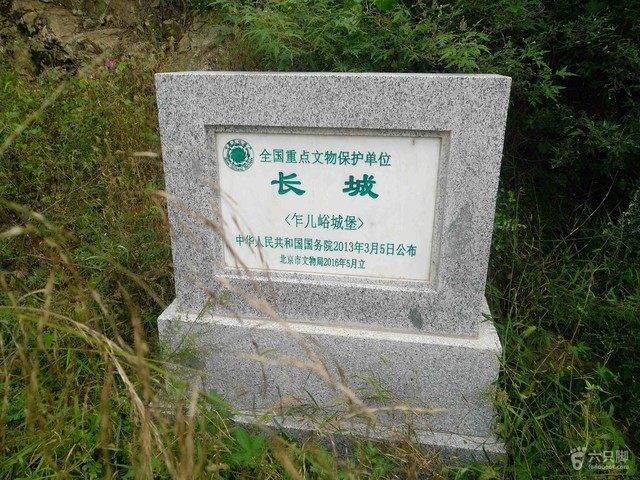 全国重点文物保护单位
长城
〈乍儿峪城堡〉
中华人民共和国国务院2013年3月5日公布
北京市文物局2016年5月立
六只脚